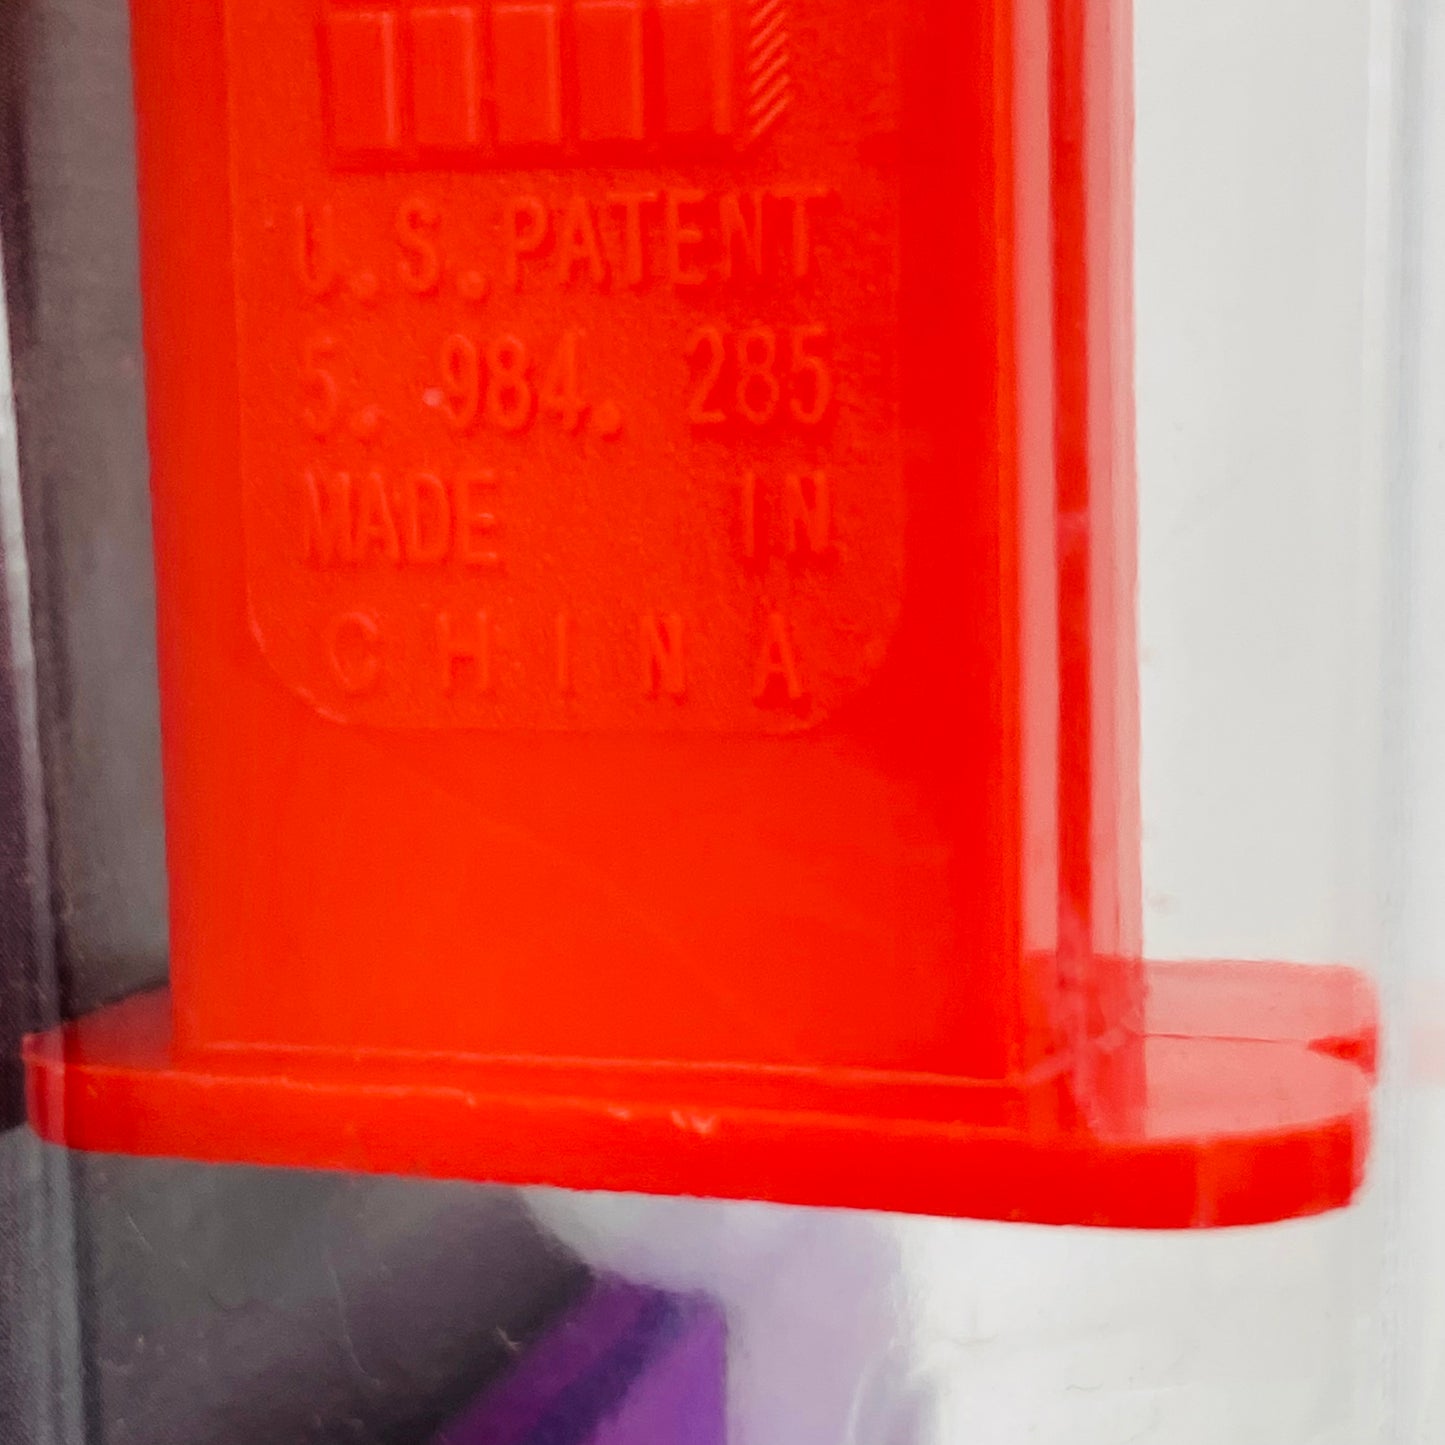 U.S.PATENT
5. 984. 285
MADE IN
CHINA